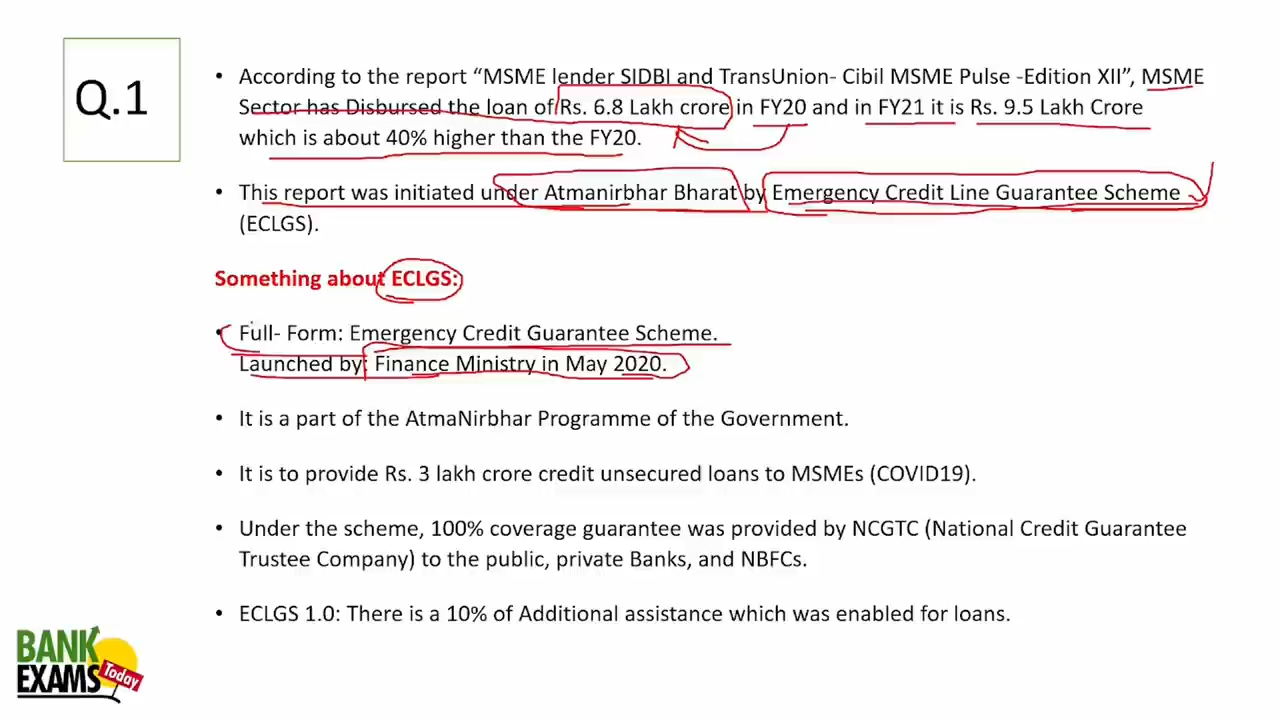 Q.1
• According to the report “MSME lender SIDBI and TransUnion- Cibil MSME Pulse -Edition XII”, MSME
Sector has Disbursed the loan of Rs. 6.8 Lakh crore in FY20 and in FY21 it is Rs. 9.5 Lakh Crore
which is about 40% higher than the FY20.
• This report was initiated under Atmanirbhar Bharat by Emergency Credit Line Guarantee Scheme
(ECLGS).
Something about ECLGS:
• Full- Form: Emergency Credit Guarantee Scheme.
Launched by: Finance Ministry in May 2020.
• It is a part of the AtmaNirbhar Programme of the Government.
• It is to provide Rs. 3 lakh crore credit unsecured loans to MSMEs (COVID19).
• Under the scheme, 100% coverage guarantee was provided by NCGTC (National Credit Guarantee
Trustee Company) to the public, private Banks, and NBFCs.
• ECLGS 1.0: There is a 10% of Additional assistance which was enabled for loans.
BANK
EXAMS
Today